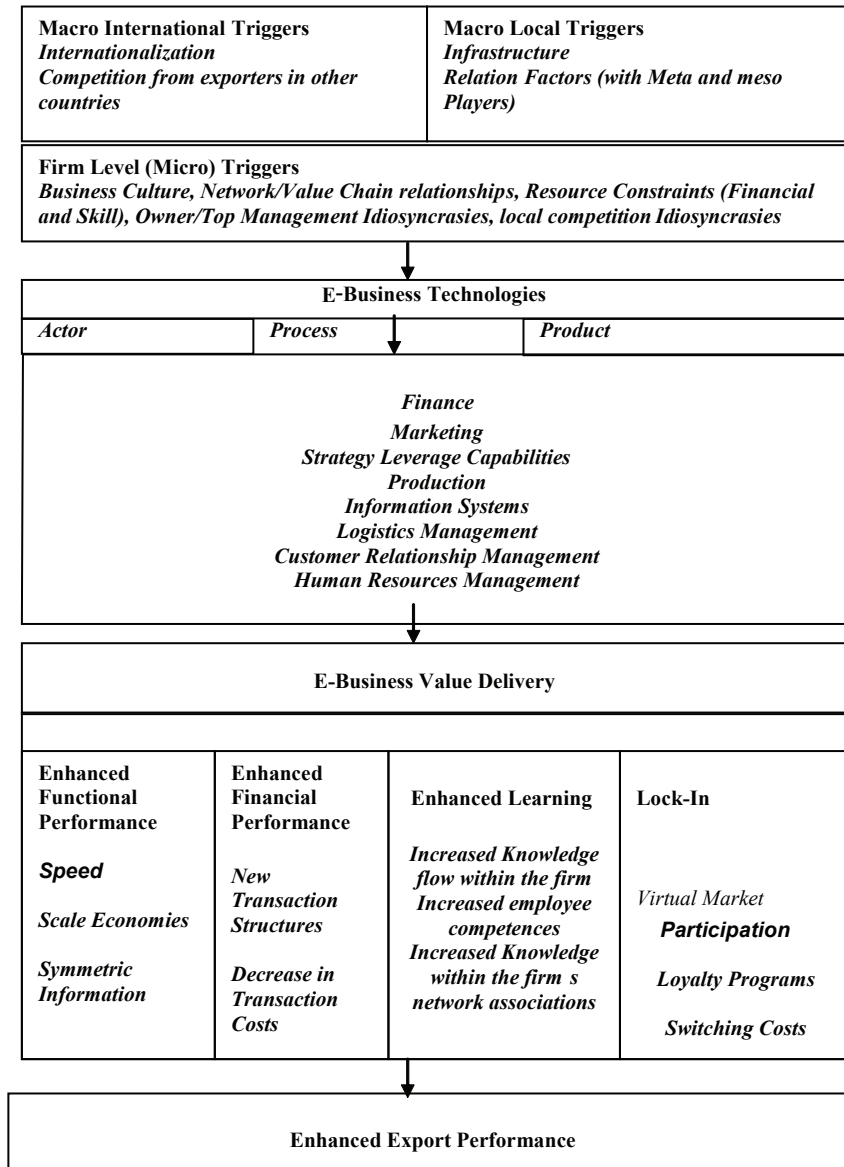 Macro International Triggers
Internationalization
Competition from exporters in other
countries
Macro Local Triggers
Infrastructure
Relation Factors (with Meta and meso
Players)
Firm Level (Micro) Triggers
Business Culture, Network/Value Chain relationships, Resource Constraints (Financial
and Skill), Owner/Top Management Idiosyncrasies, local competition Idiosyncrasies
E-Business Technologies
Actor
Process
Product
Finance
Marketing
Strategy Leverage Capabilities
Production
Information Systems
Logistics Management
Customer Relationship Management
Human Resources Management
E-Business Value Delivery
Enhanced
Functional
Performance
Speed
Scale Economies
Symmetric
Information
Enhanced
Financial
Performance
New
Transaction
Structures
Decrease in
Transaction
Costs
Enhanced Learning
Increased Knowledge
flow within the firm
Increased employee
competences
Increased Knowledge
within the firm s
network associations
Lock-In
Virtual Market
Participation
Loyalty Programs
Switching Costs
Enhanced Export Performance